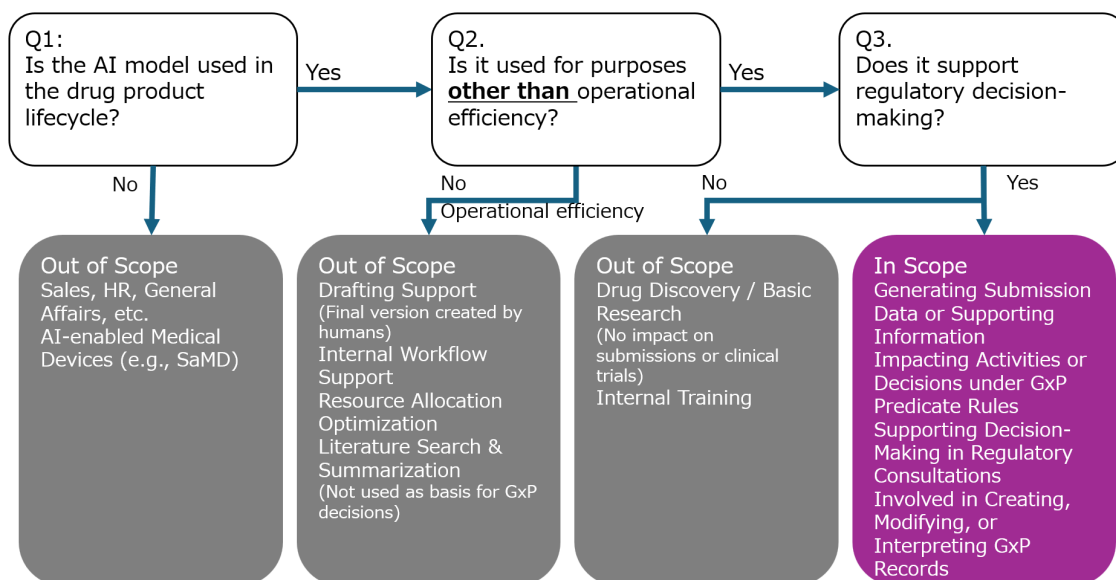 Q1:
Is the AI model used in
the drug product
lifecycle?
Yes
Q2.
Is it used for purposes
other than operational
efficiency?
Yes
Q3.
Does it support
regulatory decision-
making?
No
No
Operational efficiency
No
Yes
Out of Scope
Sales, HR, General
Affairs, etc.
AI-enabled Medical
Devices (e.g., SaMD)
Out of Scope
Drafting Support
(Final version created by
humans)
Internal Workflow
Support
Resource Allocation
Optimization
Literature Search &
Summarization
(Not used as basis for GxP
decisions)
Out of Scope
Drug Discovery / Basic
Research
(No impact on
submissions or clinical
trials)
Internal Training
In Scope
Generating Submission
Data or Supporting
Information
Impacting Activities or
Decisions under GxP
Predicate Rules
Supporting Decision-
Making in Regulatory
Consultations
Involved in Creating,
Modifying, or
Interpreting GxP
Records